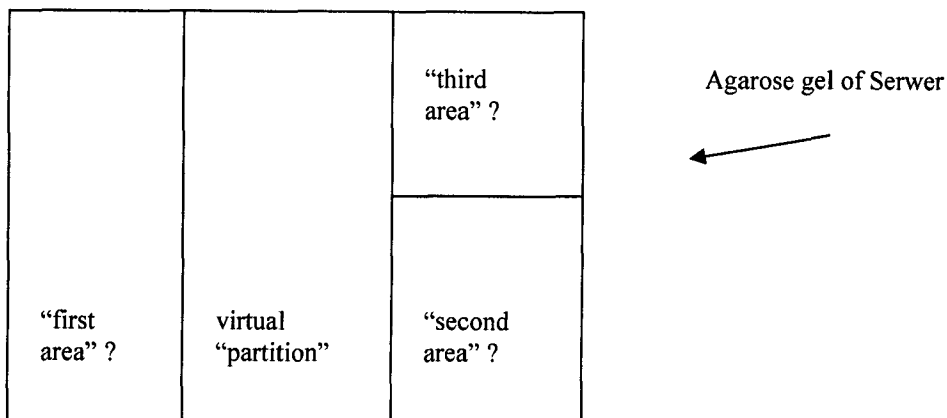 “third
area” ?
Agarose gel of Serwer
“first
area” ?
virtual
“partition”
“second
area” ?